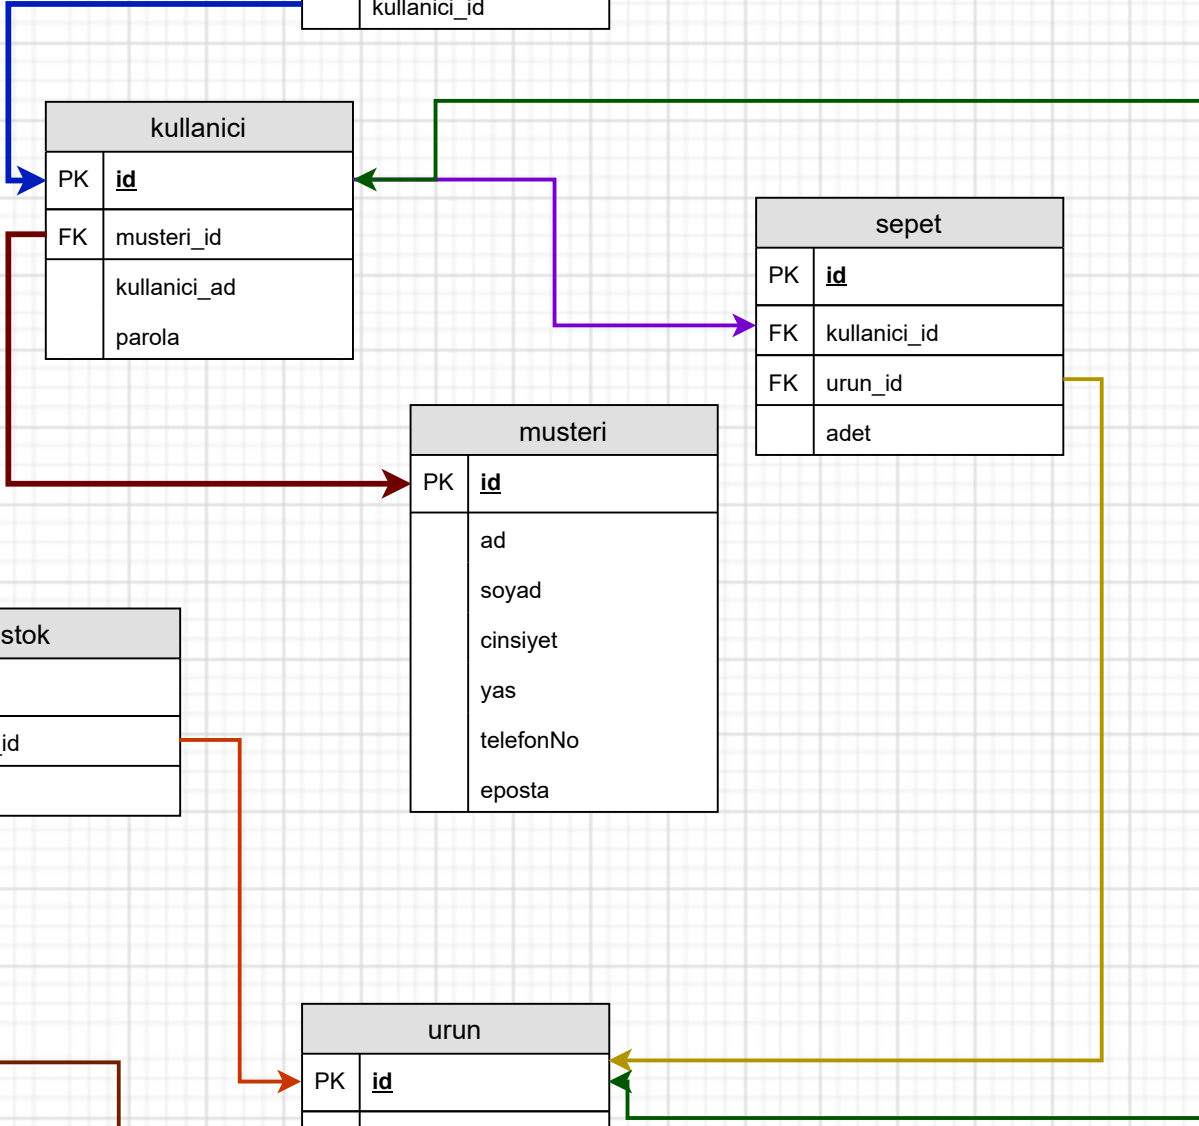 kullanici_id
kullanici
PK id
FK musteri_id
kullanici_ad
parola
sepet
PK id
FK kullanici_id
FK urun_id
adet
musteri
PK id
ad
soyad
cinsiyet
yas
telefonNo
eposta
stok
_id
urun
PK id